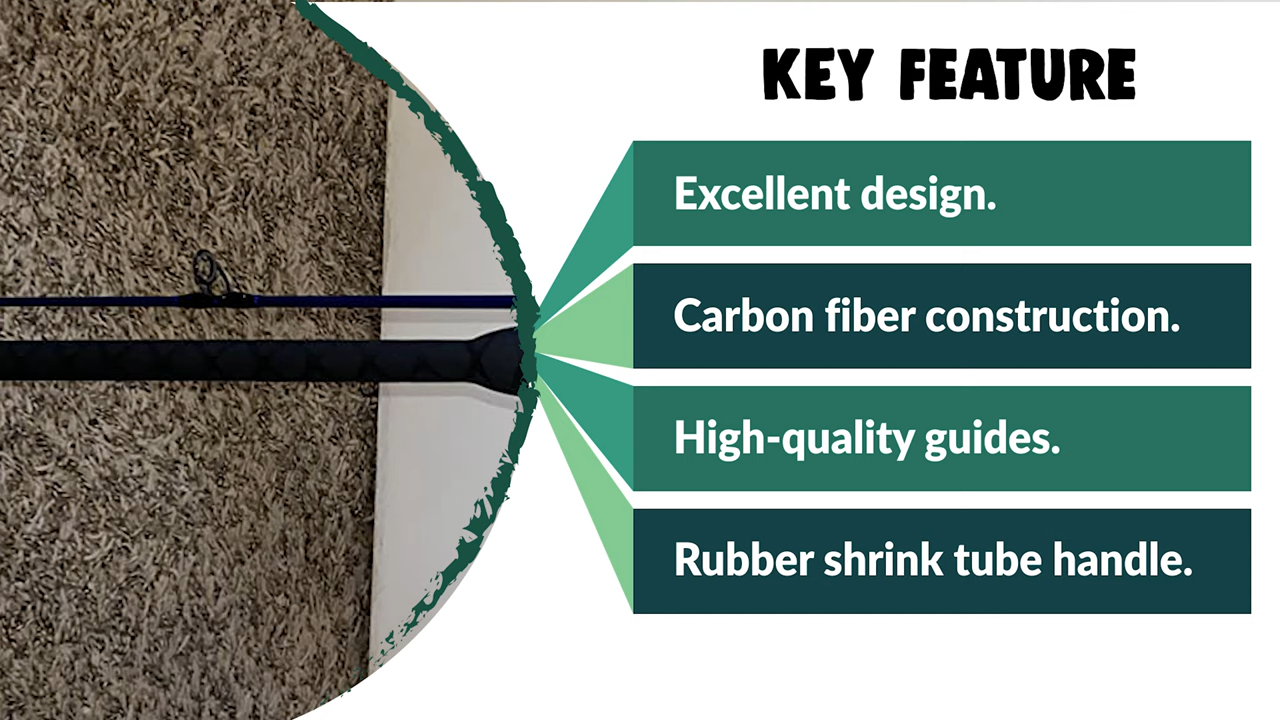 KEY FEATURE
Excellent design.
Carbon fiber construction.
High-quality guides.
Rubber shrink tube handle.